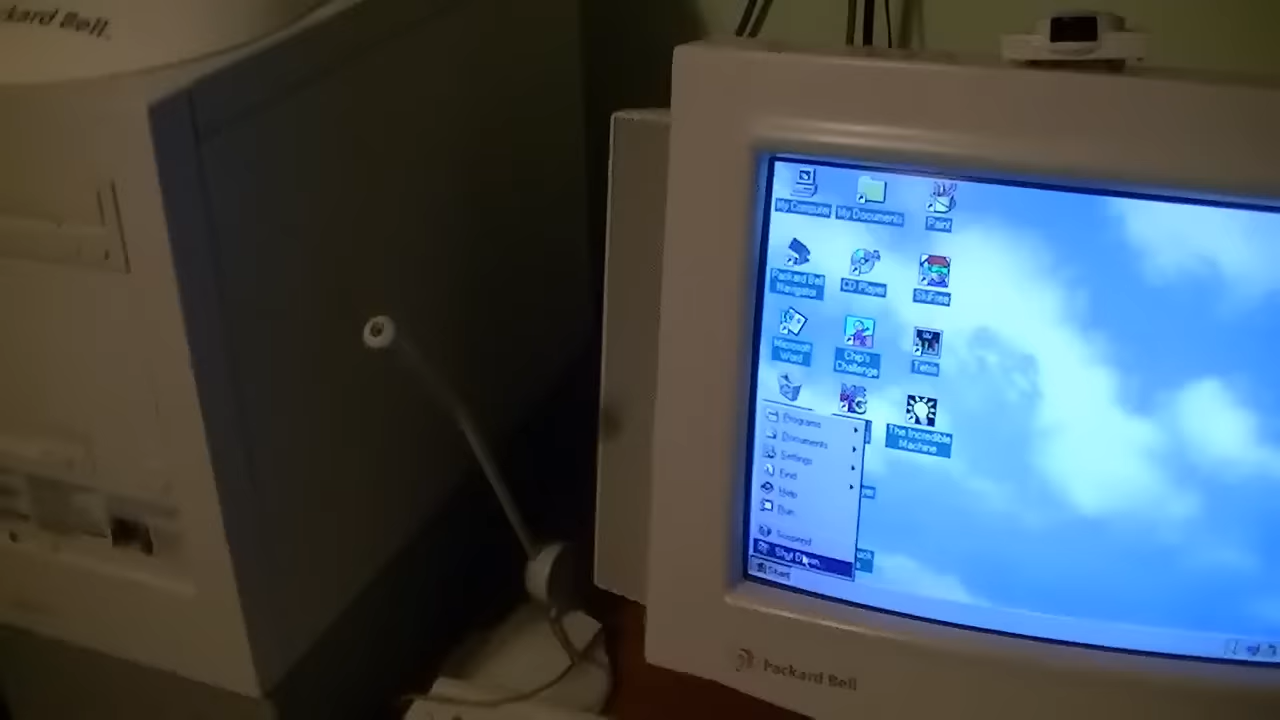 Packard Bell
My Computer
My Documents
Paint
Packard Bell
Navigator
CD Player
SkiFree
Microsoft
Word
Chip's
Challenge
Tetris
The Incredible
Machine
Programs
Documents
Settings
Find
Help
Run
Suspend
Shut Down...
Start
Packard Bell